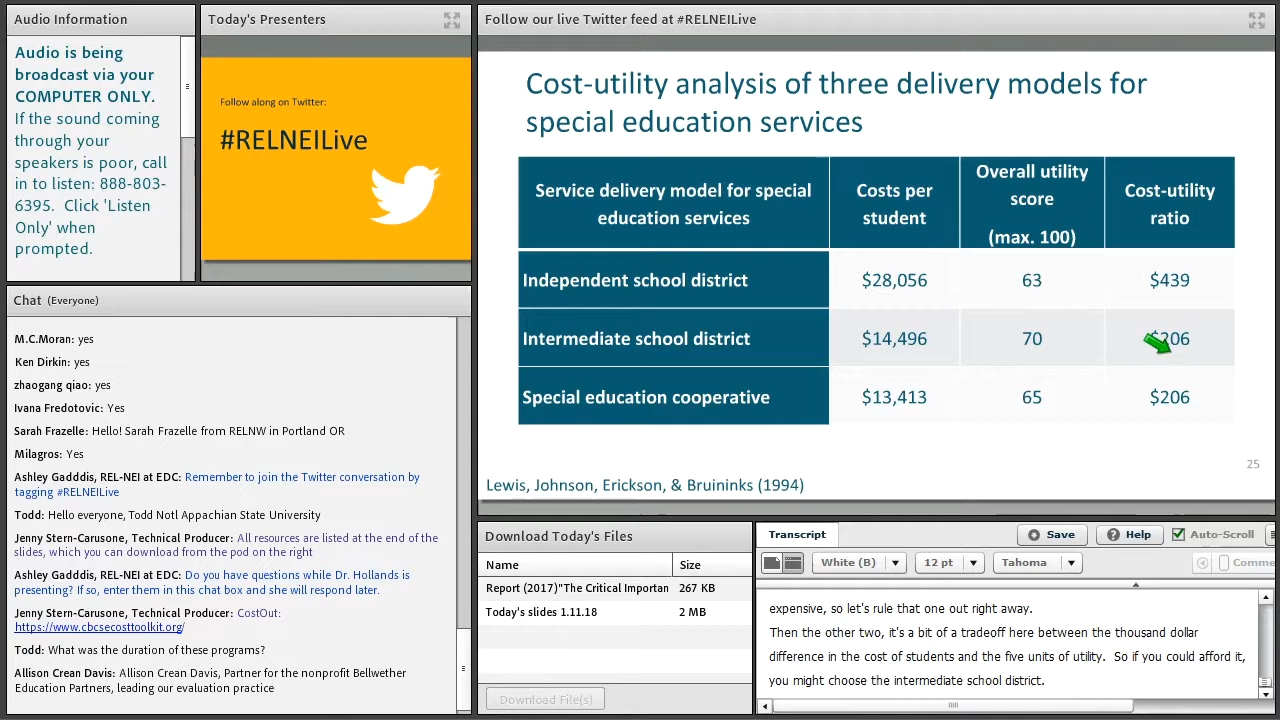 Audio Information
Audio is being
broadcast via your
COMPUTER ONLY.
If the sound coming
through your
speakers is poor, call
in to listen: 888-803-
6395.  Click 'Listen
Only' when
prompted.
Today's Presenters
Follow along on Twitter:
#RELNEILive
Chat (Everyone)
M.C.Moran: yes
Ken Dirkin: yes
zhaogang qiao: yes
Ivana Fredotovic: Yes
Sarah Frazelle: Hello! Sarah Frazelle from RELNW in Portland OR
Milagros: Yes
Ashley Gadddis, REL-NEI at EDC: Remember to join the Twitter conversation by
tagging #RELNEILive
Todd: Hello everyone, Todd Notl Appachian State University
Jenny Stern-Carusone, Technical Producer: All resources are listed at the end of the
slides, which you can download from the pod on the right
Ashley Gadddis, REL-NEI at EDC: Do you have questions while Dr. Hollands is
presenting? If so, enter them in this chat box and she will respond later.
Jenny Stern-Carusone, Technical Producer: CostOut:
https://www.cbcsecosttoolkit.org/
Todd: What was the duration of these programs?
Allison Crean Davis: Allison Crean Davis, Partner for the nonprofit Bellwether
Education Partners, leading our evaluation practice
Follow our live Twitter feed at #RELNEILive
Cost-utility analysis of three delivery models for
special education services
Service delivery model for special
education services
Costs per
student
Overall utility
score
(max. 100)
Cost-utility
ratio
Independent school district $28,056 63 $439
Intermediate school district $14,496 70 $206
Special education cooperative $13,413 65 $206
25
Lewis, Johnson, Erickson, & Bruininks (1994)
Download Today's Files
Name Size
Report (2017)"The Critical Importan 267 KB
Today's slides 1.11.18 2 MB
Download File(s)
Transcript Save Help Auto-Scroll
White (B) 12 pt Tahoma Comme
expensive, so let's rule that one out right away.
Then the other two, it's a bit of a tradeoff here between the thousand dollar
difference in the cost of students and the five units of utility.  So if you could afford it,
you might choose the intermediate school district.